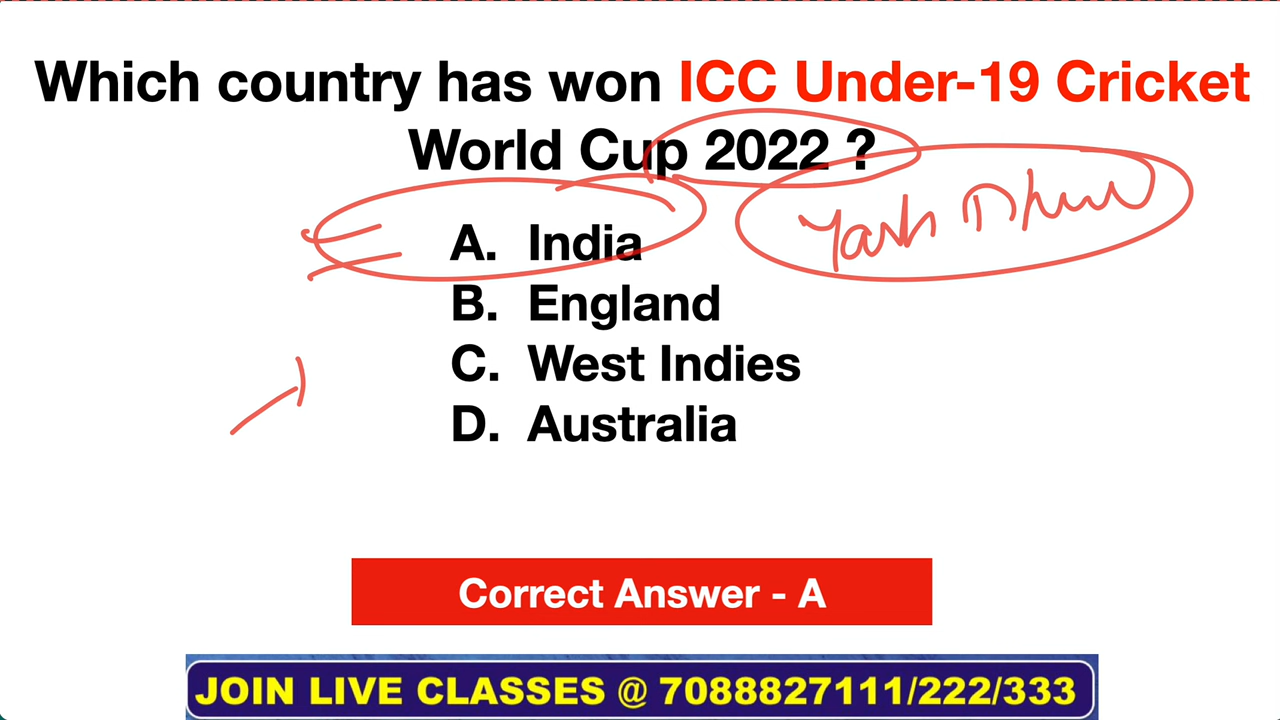 Which country has won ICC Under-19 Cricket
World Cup 2022 ?
Yash Dhull
A. India
B. England
C. West Indies
D. Australia
Correct Answer - A
JOIN LIVE CLASSES @ 7088827111/222/333